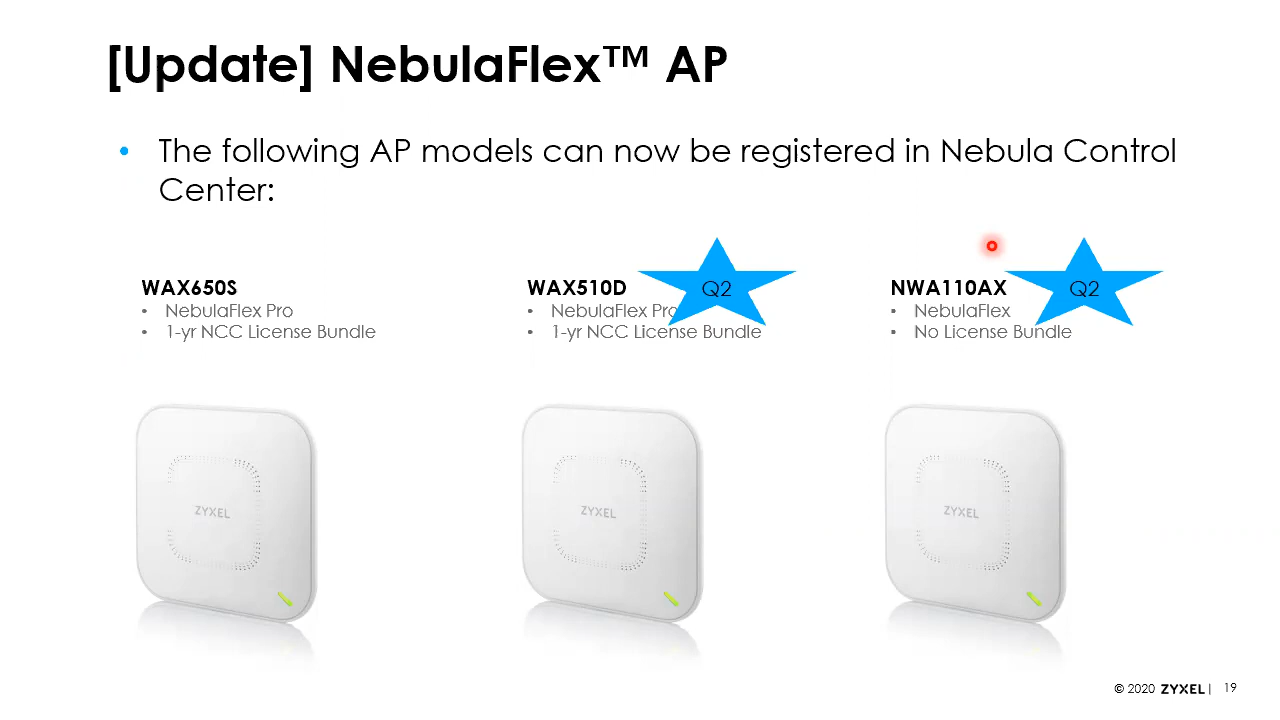 [Update] NebulaFlex™ AP
• The following AP models can now be registered in Nebula Control
Center:
WAX650S
• NebulaFlex Pro
• 1-yr NCC License Bundle
WAX510D
Q2
• NebulaFlex Pro
• 1-yr NCC License Bundle
NWA110AX
Q2
• NebulaFlex
• No License Bundle
ZYXEL
ZYXEL
ZYXEL
© 2020 ZYXEL | 19